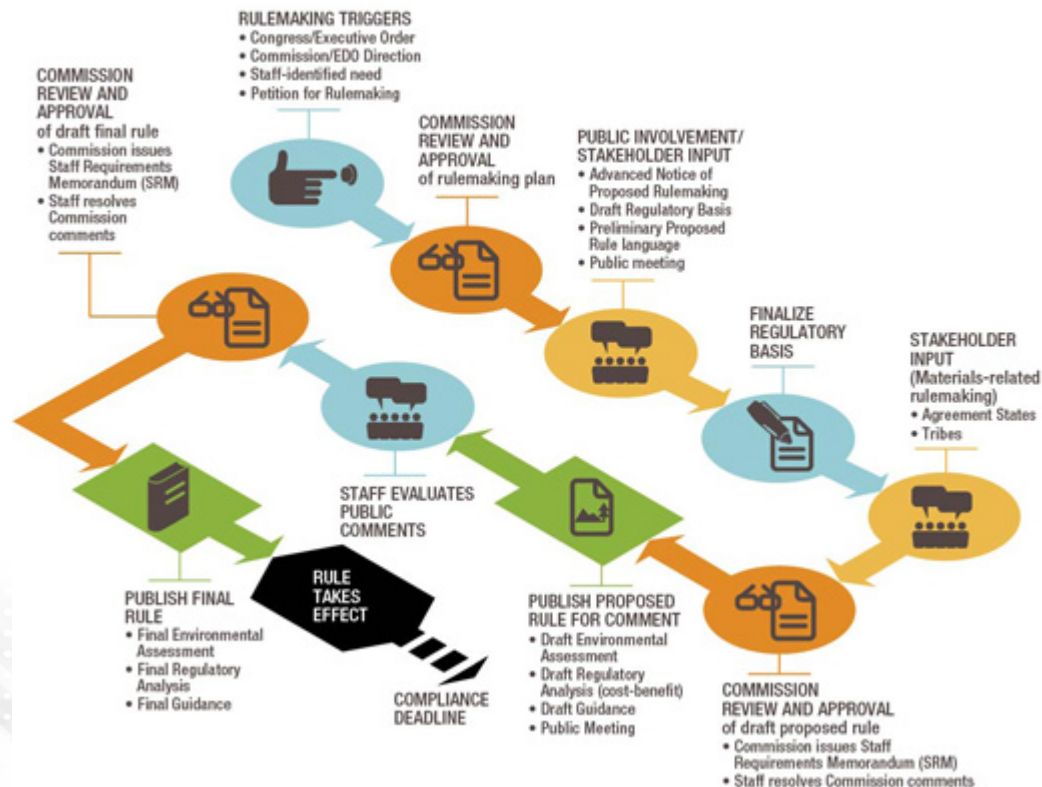 RULEMAKING TRIGGERS
• Congress/Executive Order
• Commission/EDO Direction
• Staff-identified need
• Petition for Rulemaking
COMMISSION
REVIEW AND
APPROVAL
of rulemaking plan
PUBLIC INVOLVEMENT/
STAKEHOLDER INPUT
• Advanced Notice of
Proposed Rulemaking
• Draft Regulatory Basis
• Preliminary Proposed
Rule language
• Public meeting
FINALIZE
REGULATORY
BASIS
STAKEHOLDER
INPUT
(Materials-related
rulemaking)
• Agreement States
• Tribes
COMMISSION
REVIEW AND APPROVAL
of draft proposed rule
• Commission issues Staff
Requirements Memorandum (SRM)
• Staff resolves Commission comments
PUBLISH PROPOSED
RULE FOR COMMENT
• Draft Environmental
Assessment
• Draft Regulatory
Analysis (cost-benefit)
• Draft Guidance
• Public Meeting
STAFF EVALUATES
PUBLIC
COMMENTS
COMMISSION
REVIEW AND
APPROVAL
of draft final rule
• Commission issues
Staff Requirements
Memorandum (SRM)
• Staff resolves
Commission
comments
PUBLISH FINAL
RULE
• Final Environmental
Assessment
• Final Regulatory
Analysis
• Final Guidance
RULE
TAKES
EFFECT
COMPLIANCE
DEADLINE